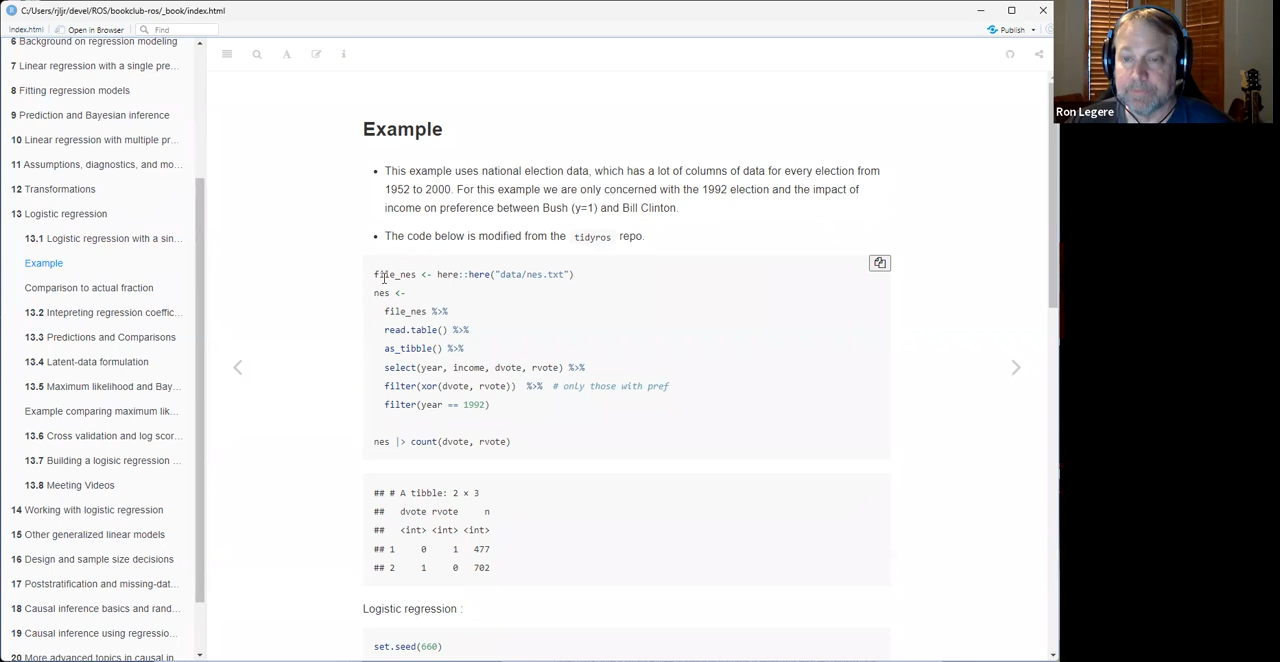 C:/Users/rjljr/devel/ROS/bookclub-ros/_book/index.html
index.html
Open in Browser
Find
Publish
6 Background on regression modeling
7 Linear regression with a single pre...
8 Fitting regression models
9 Prediction and Bayesian inference
10 Linear regression with multiple pr...
11 Assumptions, diagnostics, and mo...
12 Transformations
13 Logistic regression
13.1 Logistic regression with a sin...
Example
Comparison to actual fraction
13.2 Intepreting regression coeffic...
13.3 Predictions and Comparisons
13.4 Latent-data formulation
13.5 Maximum likelihood and Bay...
Example comparing maximum lik...
13.6 Cross validation and log scor...
13.7 Building a logisic regression ...
13.8 Meeting Videos
14 Working with logistic regression
15 Other generalized linear models
16 Design and sample size decisions
17 Poststratification and missing-dat...
18 Causal inference basics and rand...
19 Causal inference using regressio...
20 More advanced topics in causal in
Example
• This example uses national election data, which has a lot of columns of data for every election from
1952 to 2000. For this example we are only concerned with the 1992 election and the impact of
income on preference between Bush (y=1) and Bill Clinton.
• The code below is modified from the tidyros repo.
file_nes <- here::here("data/nes.txt")
nes <-
file_nes %>%
read.table() %>%
as_tibble() %>%
select(year, income, dvote, rvote) %>%
filter(xor(dvote, rvote)) %>% # only those with pref
filter(year == 1992)
nes |> count(dvote, rvote)
## # A tibble: 2 × 3
## dvote rvote n
## <int> <int> <int>
## 1 0 1 477
## 2 1 0 702
Logistic regression :
set.seed(660)
Ron Legere